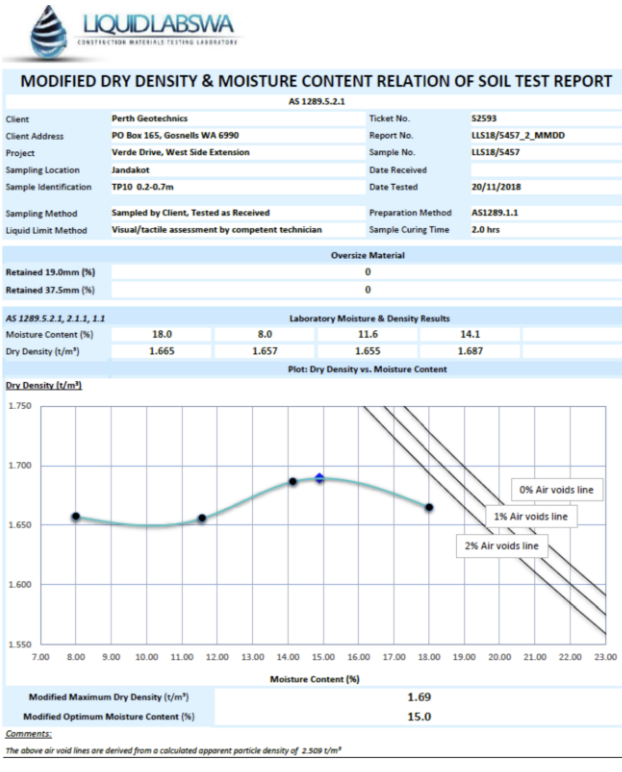 LIQUIDLABSWA
CONSTRUCTION MATERIALS TESTING LABORATORY
MODIFIED DRY DENSITY & MOISTURE CONTENT RELATION OF SOIL TEST REPORT
AS 1289.5.2.1
Client Perth Geotechnics Ticket No. S2593
Client Address PO Box 165, Gosnells WA 6990 Report No. LLS18/5457_2_MMDD
Project Verde Drive, West Side Extension Sample No. LLS18/5457
Sampling Location Jandakot Date Received
Sample Identification TP10 0.2-0.7m Date Tested 20/11/2018
Sampling Method Sampled by Client, Tested as Received Preparation Method AS1289.1.1
Liquid Limit Method Visual/tactile assessment by competent technician Sample Curing Time 2.0 hrs
Oversize Material
Retained 19.0mm (%) 0
Retained 37.5mm (%) 0
AS 1289.5.2.1, 2.1.1, 1.1 Laboratory Moisture & Density Results
Moisture Content (%) 18.0 8.0 11.6 14.1
Dry Density (t/m³) 1.665 1.657 1.655 1.687
Plot: Dry Density vs. Moisture Content
Dry Density (t/m³)
1.750
1.700
0% Air voids line
1% Air voids line
1.650
2% Air voids line
1.600
1.550
7.00 8.00 9.00 10.00 11.00 12.00 13.00 14.00 15.00 16.00 17.00 18.00 19.00 20.00 21.00 22.00 23.00
Moisture Content (%)
Modified Maximum Dry Density (t/m³) 1.69
Modified Optimum Moisture Content (%) 15.0
Comments:
The above air void lines are derived from a calculated apparent particle density of 2.509 t/m³